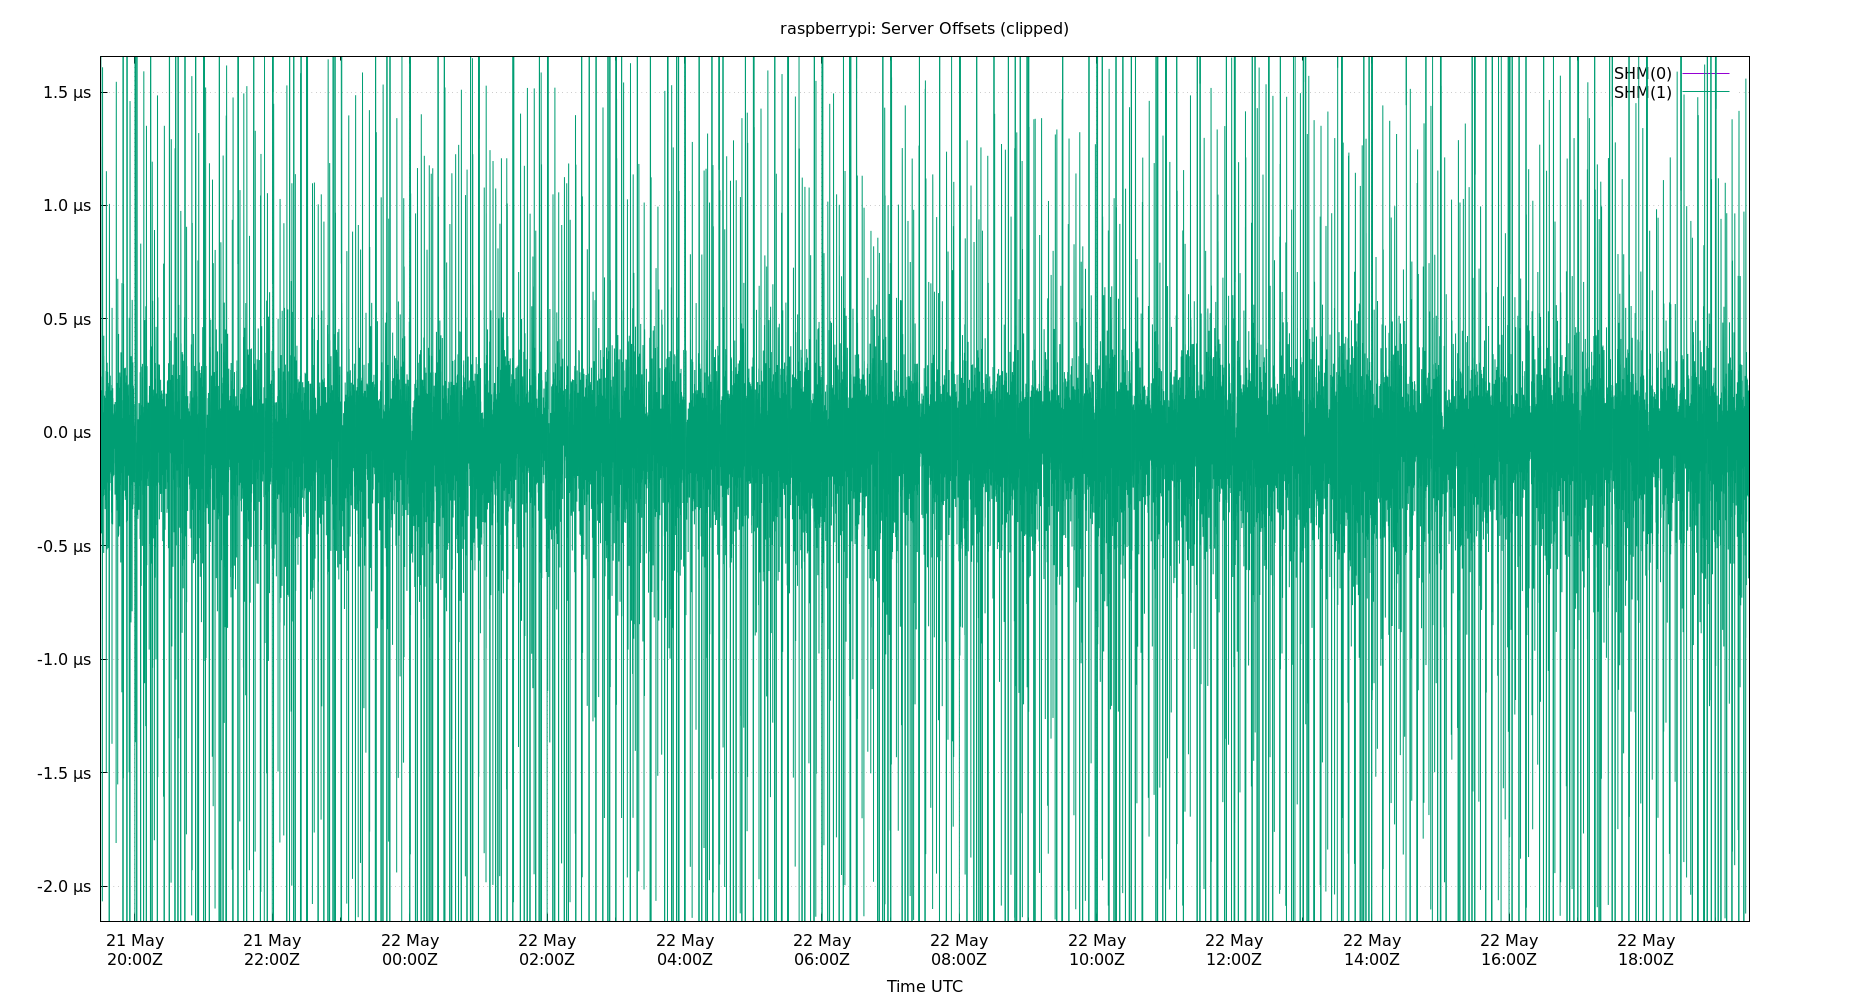 raspberrypi: Server Offsets (clipped)
SHM(0)
SHM(1)
1.5 µs
1.0 µs
0.5 µs
0.0 µs
-0.5 µs
-1.0 µs
-1.5 µs
-2.0 µs
21 May 21 May 22 May 22 May 22 May 22 May 22 May 22 May 22 May 22 May 22 May 22 May
20:00Z 22:00Z 00:00Z 02:00Z 04:00Z 06:00Z 08:00Z 10:00Z 12:00Z 14:00Z 16:00Z 18:00Z
Time UTC